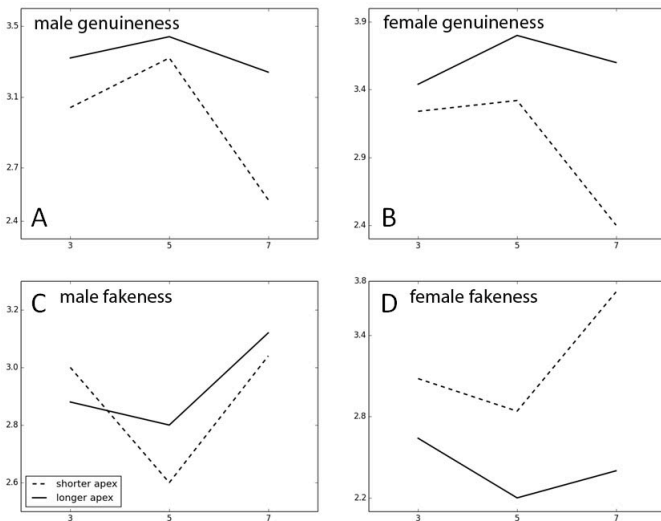 male genuineness
3.5
3.1
2.7
2.4
A
3 5 7
female genuineness
3.9
3.4
2.9
2.4
B
3 5 7
C male fakeness
3.2
3.0
2.8
2.6
shorter apex
longer apex
3 5 7
female fakeness D
3.8
3.4
2.8
2.2
3 5 7